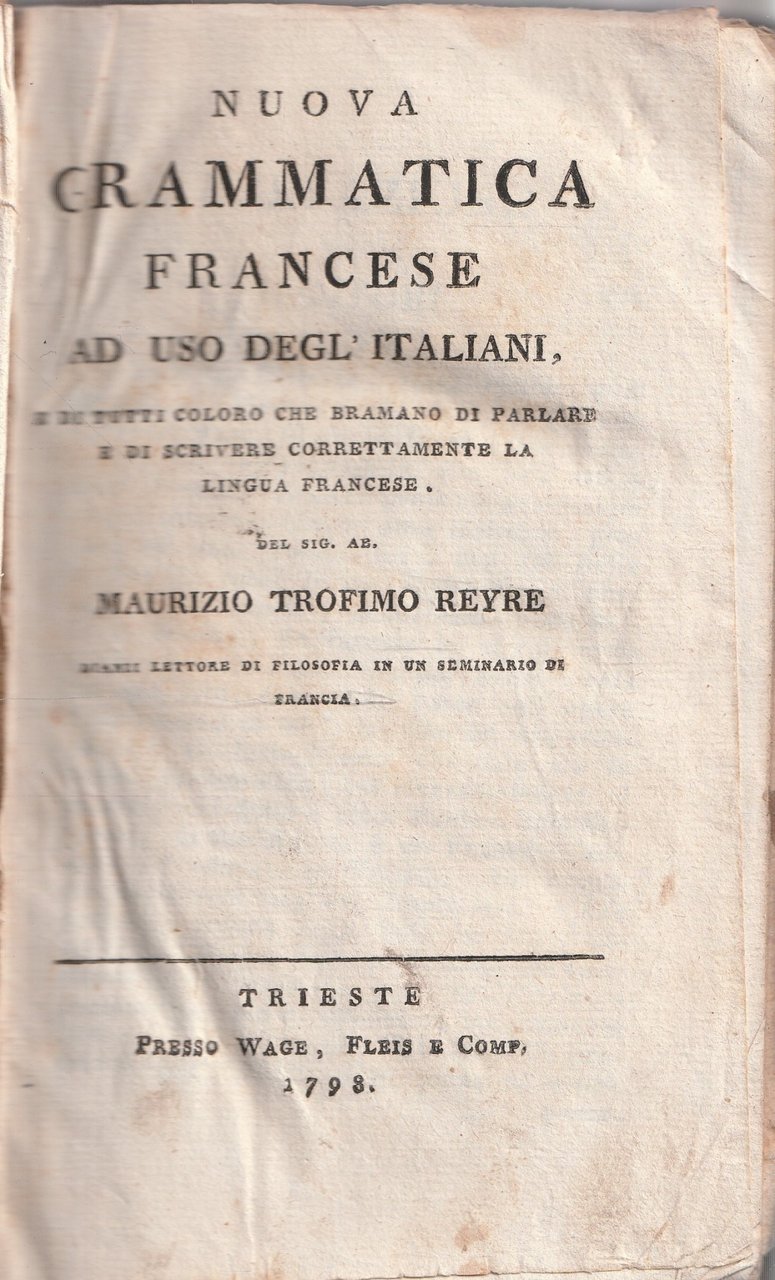 NUOVA
GRAMMATICA
FRANCESE
AD USO DEGL' ITALIANI,
E DI TUTTI COLORO CHE BRAMANO DI PARLARE
E DI SCRIVERE CORRETTAMENTE LA
LINGUA FRANCESE.
DEL SIG. AB.
MAURIZIO TROFIMO REYRE
LETTORE DI FILOSOFIA IN UN SEMINARIO DI
FRANCIA.
TRIESTE
PRESSO WAGE, FLEIS E COMP.
1798.